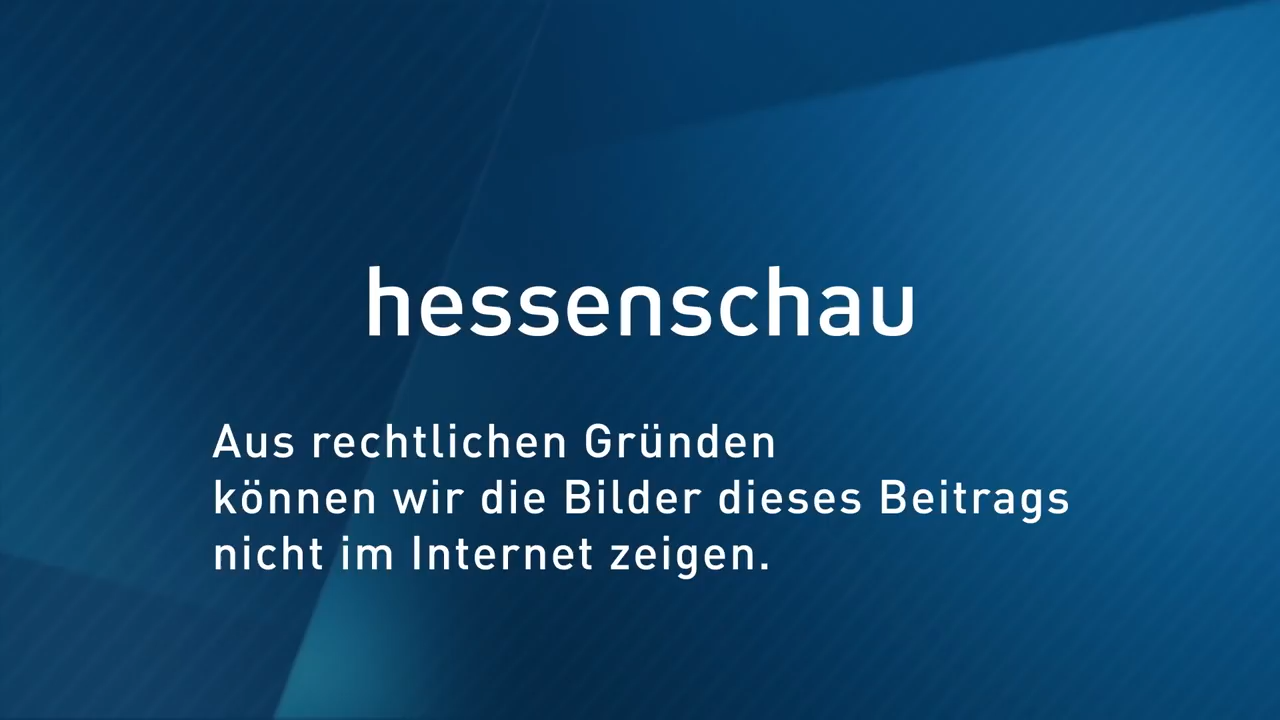 hessenschau
Aus rechtlichen Gründen
können wir die Bilder dieses Beitrags
nicht im Internet zeigen.